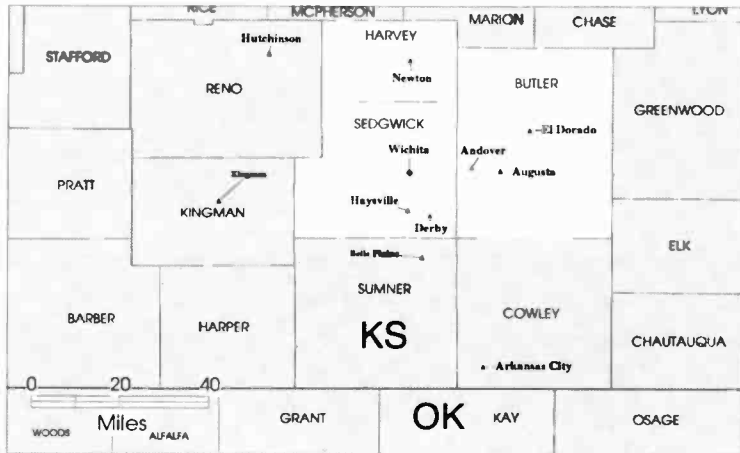 RICE
MCPHERSON
MARION
CHASE
LYON
STAFFORD
Hutchinson
HARVEY
RENO
Newton
BUTLER
GREENWOOD
SEDGWICK
El Dorado
Wichita
Andover
Augusta
PRATT
Kingman
KINGMAN
Haysville
Derby
ELK
Belle Plaine
SUMNER
BARBER
HARPER
COWLEY
KS
CHAUTAUQUA
Arkansas City
0 20 40
Miles
GRANT
OK
KAY
OSAGE
WOODS
ALFALFA